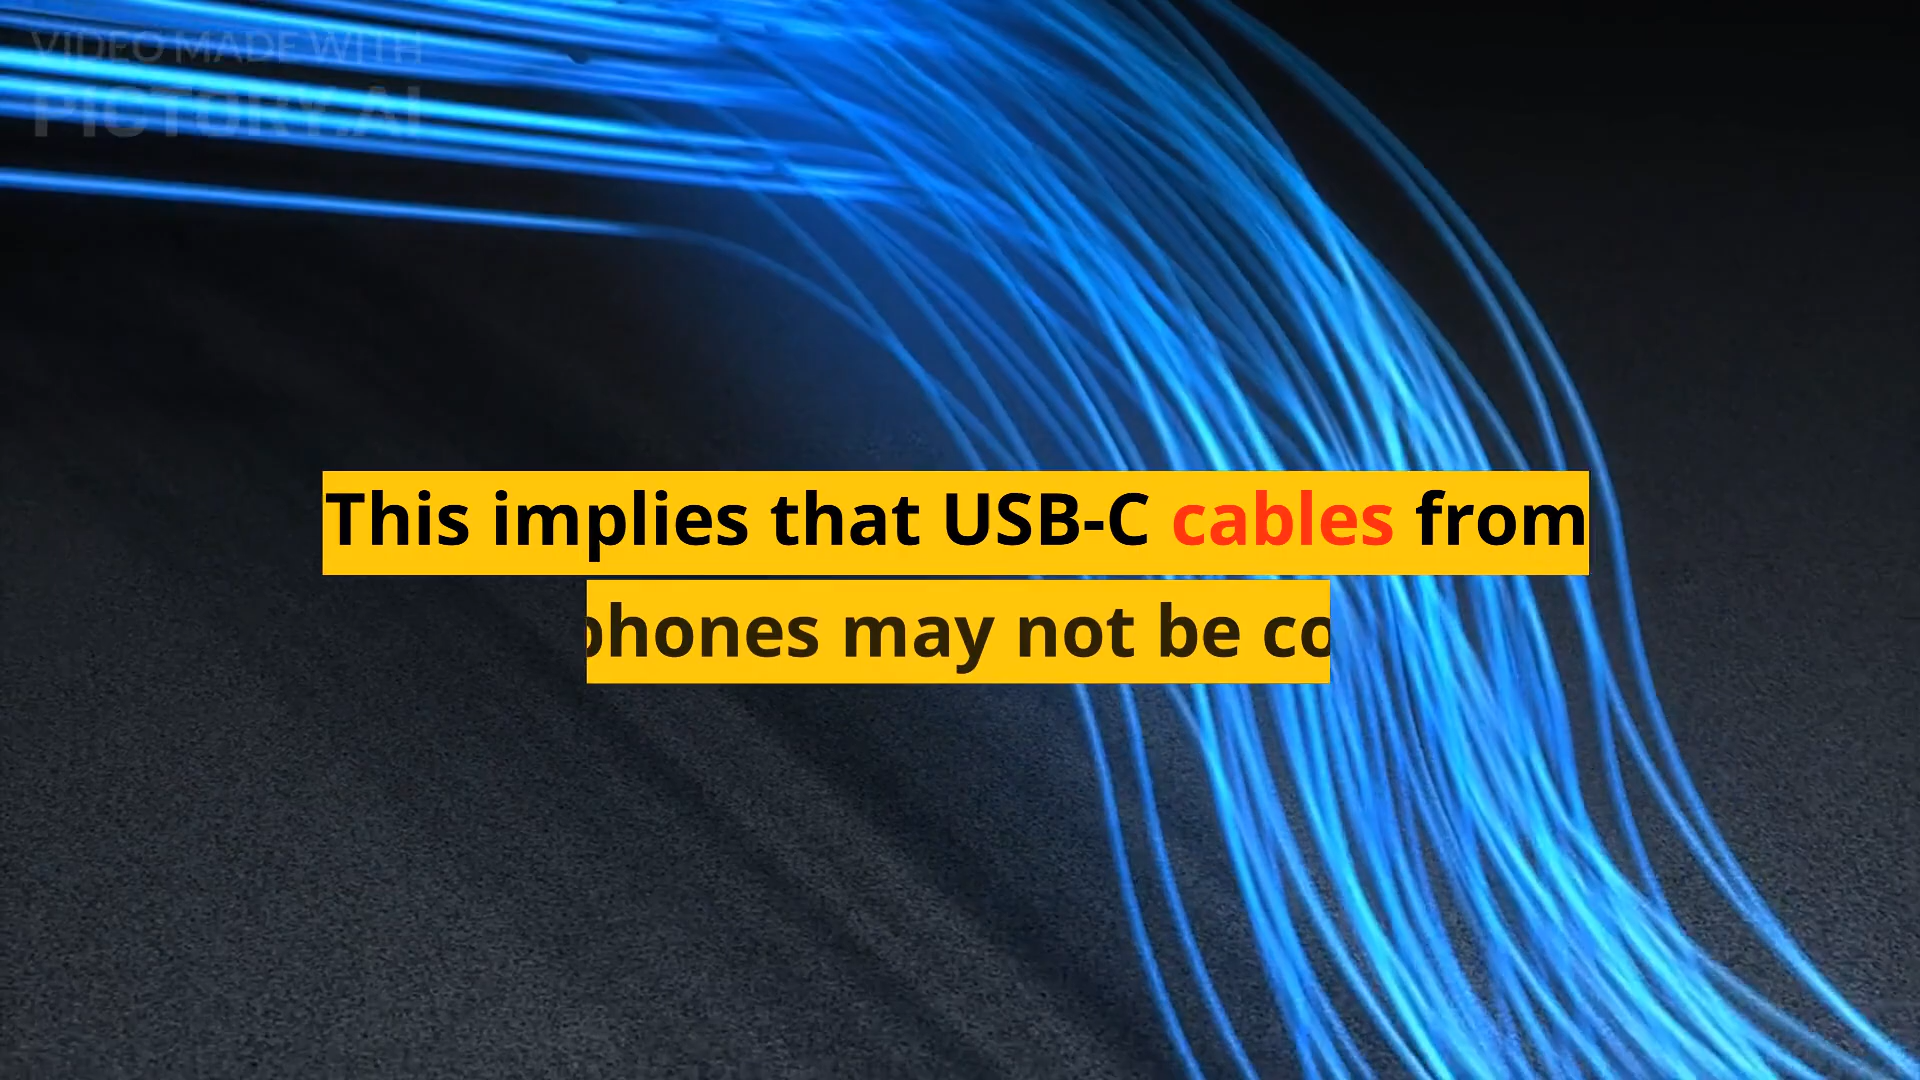 VIDEO MADE WITH
PICTORY.AI
This implies that USB-C cables from
phones may not be co